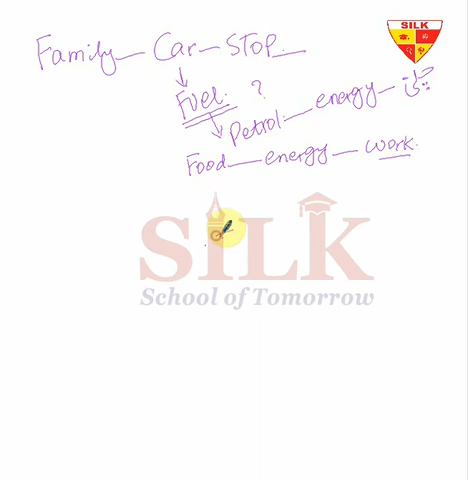 SILK
Family — Car — STOP.
Fuel. ?
Petrol — energy —
Food — energy — work.
SILK
School of Tomorrow